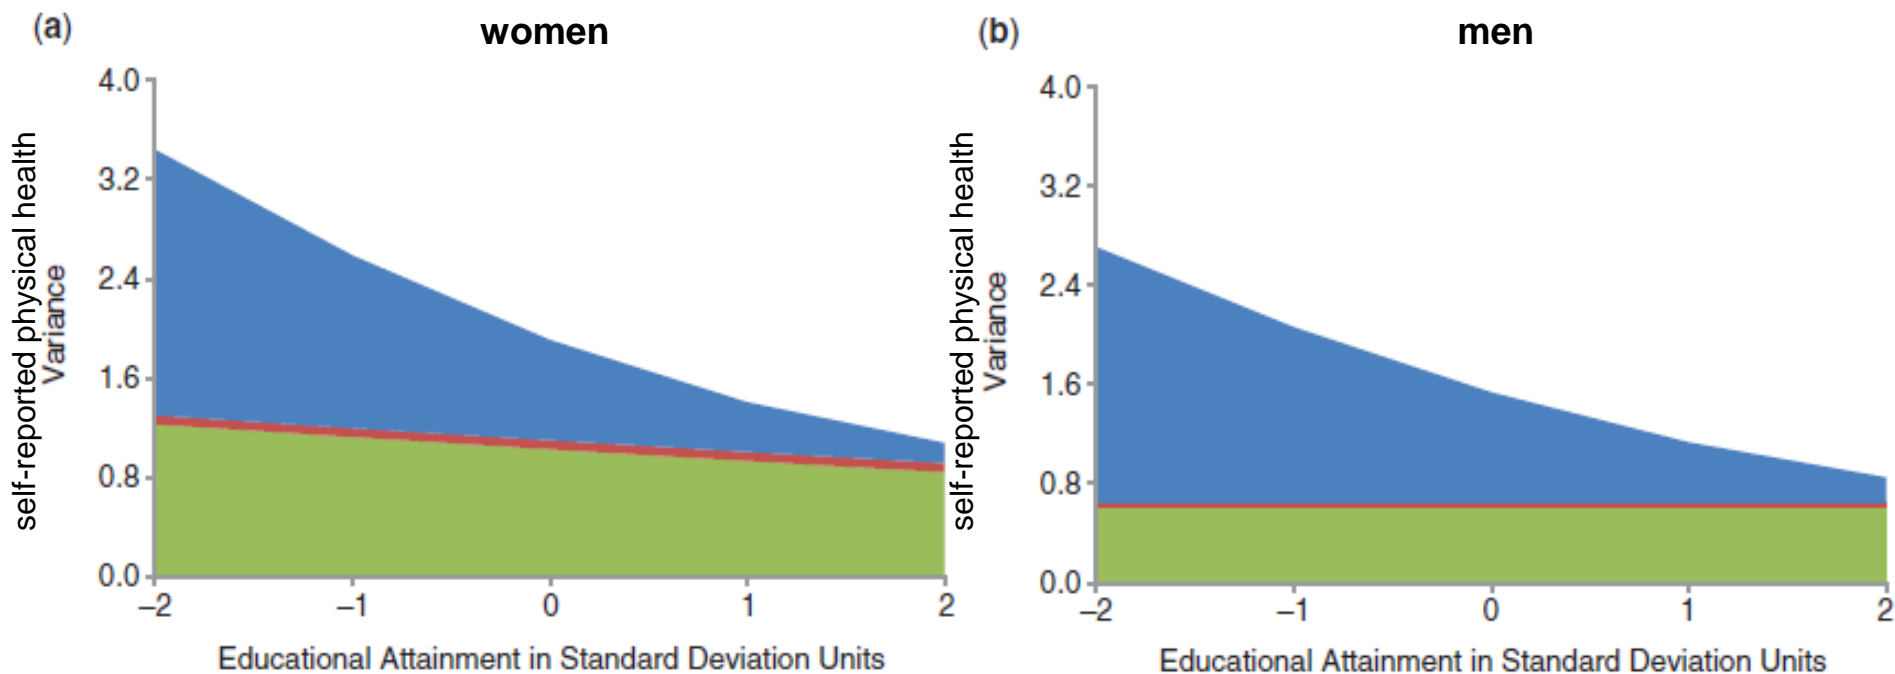 (a)
women
self-reported physical health
Variance
4.0
3.2
2.4
1.6
0.8
0.0
–2
–1
0
1
2
Educational Attainment in Standard Deviation Units
(b)
men
self-reported physical health
Variance
4.0
3.2
2.4
1.6
0.8
0.0
–2
–1
0
1
2
Educational Attainment in Standard Deviation Units